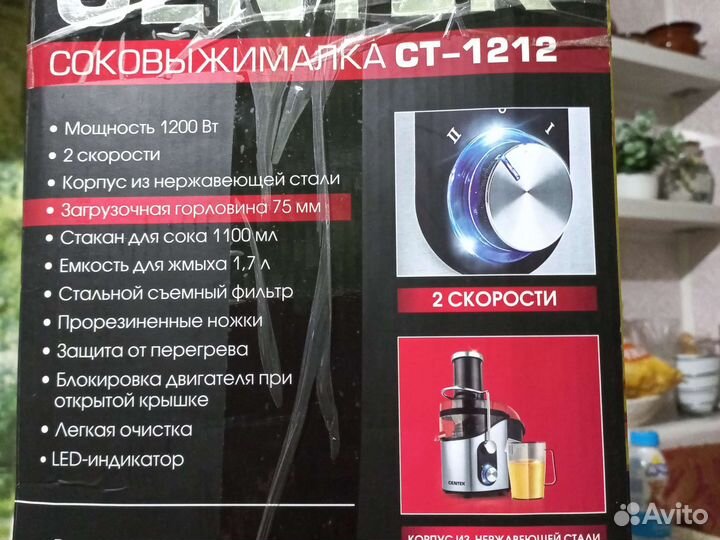 CENTEK
СОКОВЫЖИМАЛКА CT-1212
• Мощность 1200 Вт
• 2 скорости
• Корпус из нержавеющей стали
• Загрузочная горловина 75 мм
• Стакан для сока 1100 мл
• Емкость для жмыха 1,7 л
• Стальной съемный фильтр
• Прорезиненные ножки
• Защита от перегрева
• Блокировка двигателя при
открытой крышке
• Легкая очистка
• LED-индикатор
II O I
2 СКОРОСТИ
CENTEK
КОРПУС ИЗ НЕРЖАВЕЮЩЕЙ СТАЛИ
Avito